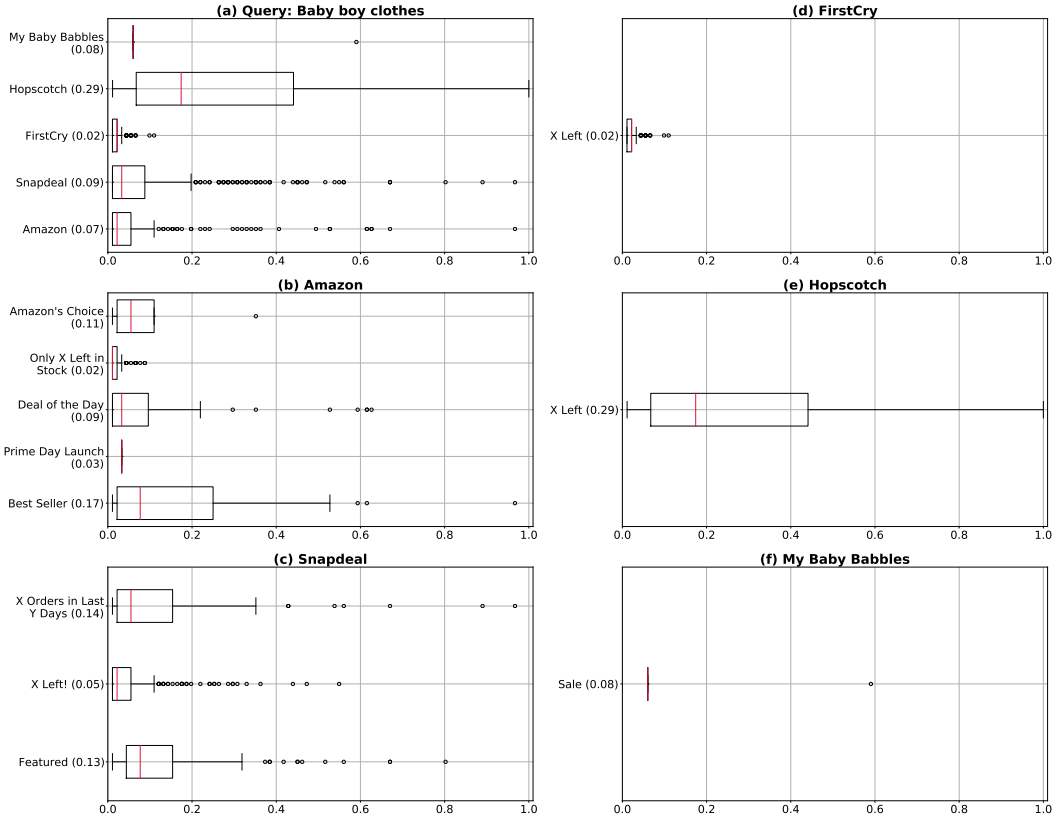 (a) Query: Baby boy clothes
My Baby Babbles
(0.08)
Hopscotch (0.29)
FirstCry (0.02)
Snapdeal (0.09)
Amazon (0.07)
0.0 0.2 0.4 0.6 0.8 1.0
(d) FirstCry
X Left (0.02)
0.0 0.2 0.4 0.6 0.8 1.0
(b) Amazon
Amazon's Choice
(0.11)
Only X Left in
Stock (0.02)
Deal of the Day
(0.09)
Prime Day Launch
(0.03)
Best Seller (0.17)
0.0 0.2 0.4 0.6 0.8 1.0
(e) Hopscotch
X Left (0.29)
0.0 0.2 0.4 0.6 0.8 1.0
(c) Snapdeal
X Orders in Last
Y Days (0.14)
X Left! (0.05)
Featured (0.13)
0.0 0.2 0.4 0.6 0.8 1.0
(f) My Baby Babbles
Sale (0.08)
0.0 0.2 0.4 0.6 0.8 1.0